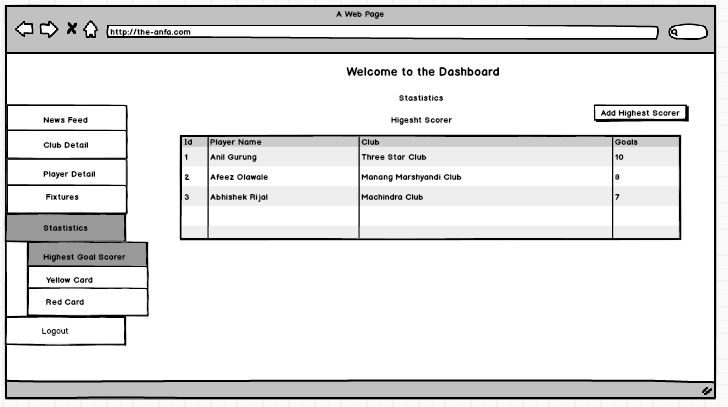 A Web Page
http://the-anfa.com
Welcome to the Dashboard
Stastistics
Higesht Scorer
Add Highest Scorer
News Feed
Club Detail
Player Detail
Fixtures
Stastistics
Highest Goal Scorer
Yellow Card
Red Card
Logout
Id Player Name Club Goals
1 Anil Gurung Three Star Club 10
2 Afeez Olawale Manang Marshyandi Club 8
3 Abhishek Rijal Machindra Club 7